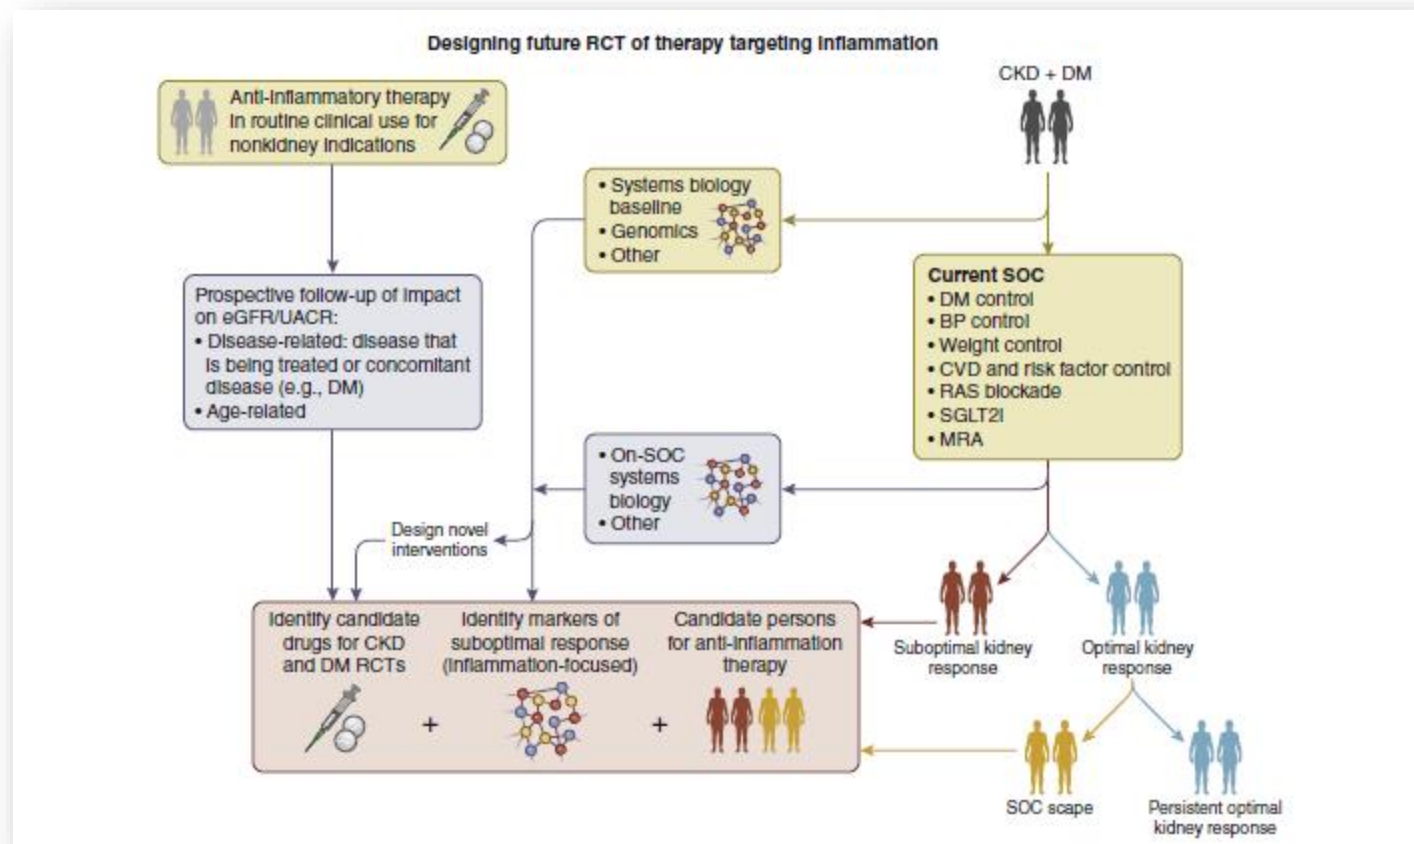 Designing future RCT of therapy targeting inflammation
CKD + DM
Anti-inflammatory therapy
in routine clinical use for
nonkidney indications
• Systems biology
baseline
• Genomics
• Other
Current SOC
• DM control
• BP control
• Weight control
• CVD and risk factor control
• RAS blockade
• SGLT2i
• MRA
Prospective follow-up of impact
on eGFR/UACR:
• Disease-related: disease that
is being treated or concomitant
disease (e.g., DM)
• Age-related
• On-SOC
systems
biology
• Other
Design novel
interventions
Identify candidate
drugs for CKD
and DM RCTs
+
Identify markers of
suboptimal response
(inflammation-focused)
+
Candidate persons
for anti-inflammation
therapy
Suboptimal kidney
response
Optimal kidney
response
SOC scape
Persistent optimal
kidney response